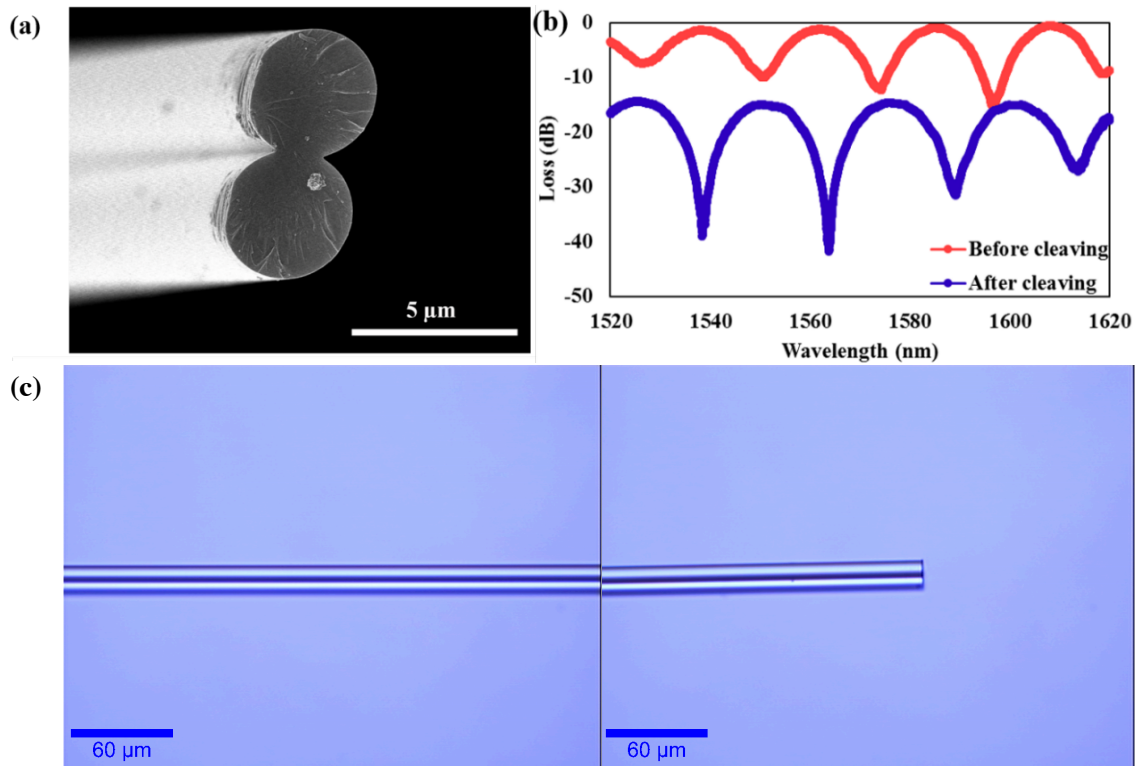 (a)
5 μm
(b)
0
-10
-20
-30
-40
-50
Loss (dB)
Before cleaving
After cleaving
1520 1540 1560 1580 1600 1620
Wavelength (nm)
(c)
60 μm
60 μm